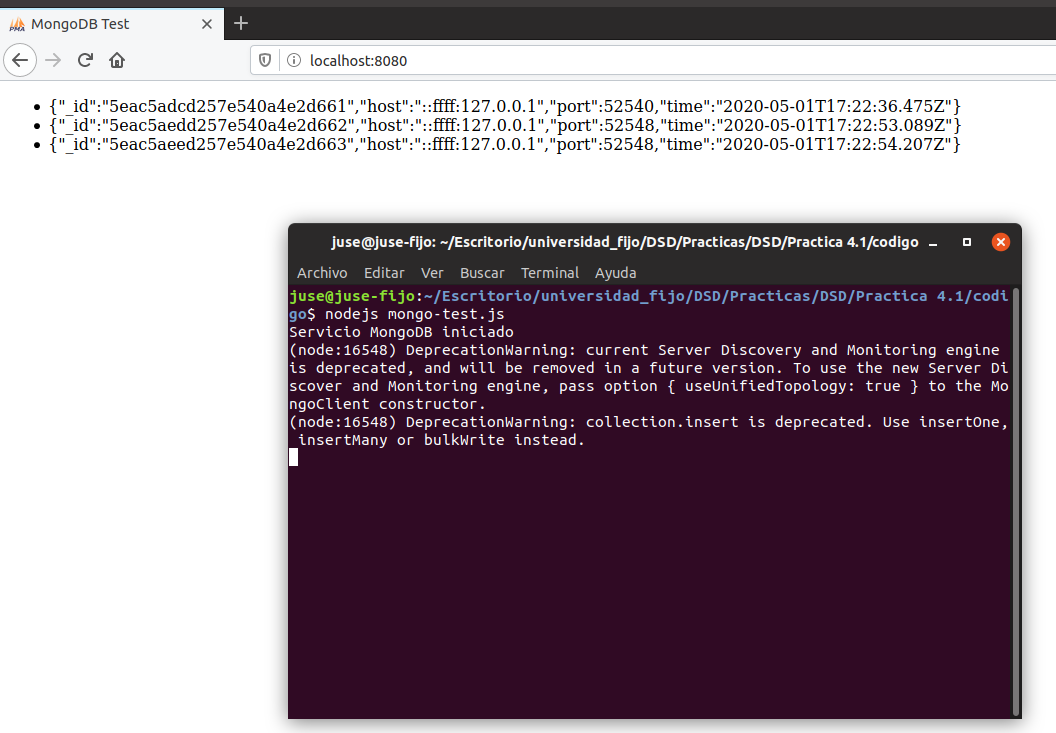 PMA MongoDB Test
localhost:8080
{"_id":"5eac5adcd257e540a4e2d661","host":"::ffff:127.0.0.1","port":52540,"time":"2020-05-01T17:22:36.475Z"}
{"_id":"5eac5aedd257e540a4e2d662","host":"::ffff:127.0.0.1","port":52548,"time":"2020-05-01T17:22:53.089Z"}
{"_id":"5eac5aeed257e540a4e2d663","host":"::ffff:127.0.0.1","port":52548,"time":"2020-05-01T17:22:54.207Z"}
juse@juse-fijo: ~/Escritorio/universidad_fijo/DSD/Practicas/DSD/Practica 4.1/codigo
Archivo Editar Ver Buscar Terminal Ayuda
juse@juse-fijo:~/Escritorio/universidad_fijo/DSD/Practicas/DSD/Practica 4.1/codi
go$ nodejs mongo-test.js
Servicio MongoDB iniciado
(node:16548) DeprecationWarning: current Server Discovery and Monitoring engine
is deprecated, and will be removed in a future version. To use the new Server Di
scover and Monitoring engine, pass option { useUnifiedTopology: true } to the Mo
ngoClient constructor.
(node:16548) DeprecationWarning: collection.insert is deprecated. Use insertOne,
insertMany or bulkWrite instead.